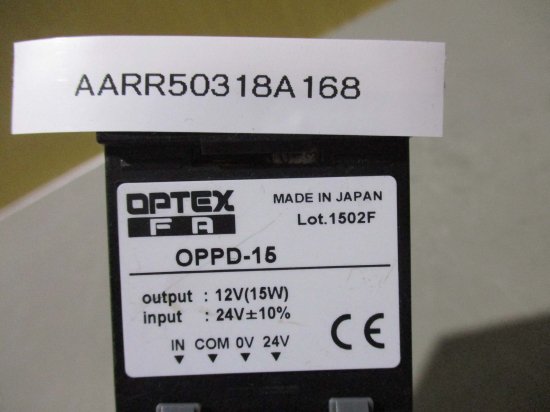 AARR50318A168
OPTEX
FA
MADE IN JAPAN
Lot.1502F
OPPD-15
output : 12V(15W)
input : 24V±10%
IN COM 0V 24V
CE